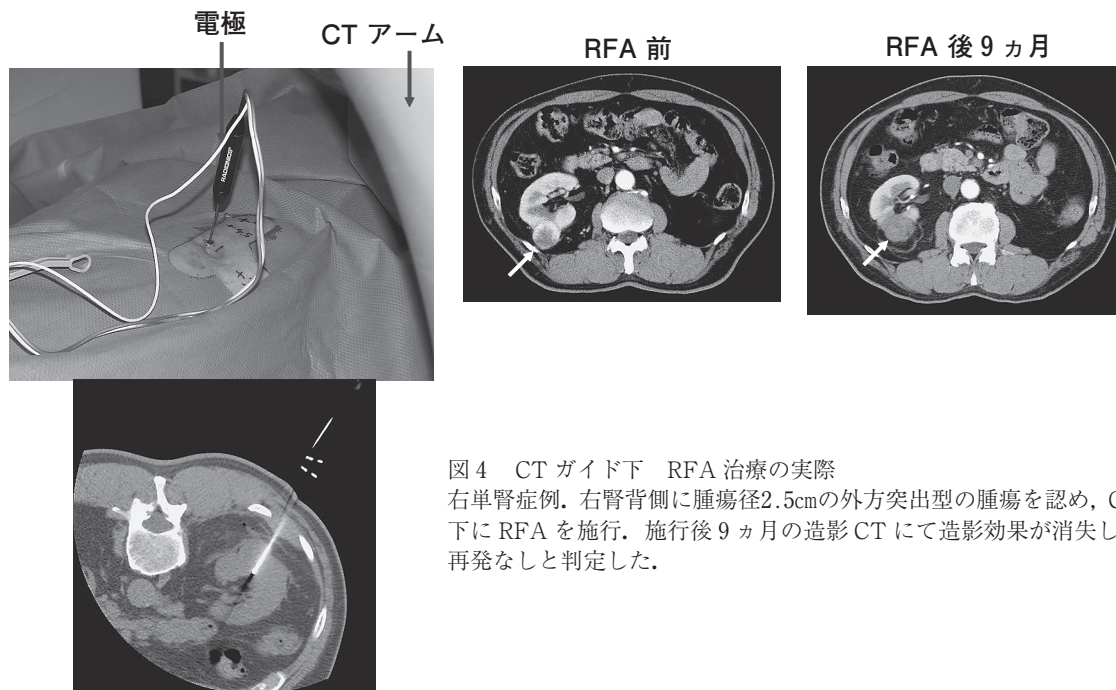 電極
CT アーム
RFA 前
RFA 後 9 ヵ月
RADIONICS
図4 CT ガイド下 RFA 治療の実際
右単腎症例．右腎背側に腫瘍径2.5cmの外方突出型の腫瘍を認め，C
下に RFA を施行．施行後 9 ヵ月の造影 CT にて造影効果が消失し
再発なしと判定した．